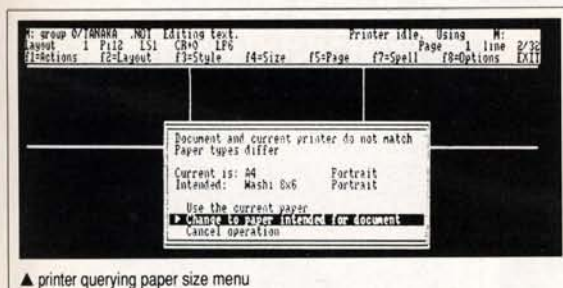 M: group 0/TANAKA .NOT Editing text. Printer idle. Using M:
Layout 1 P:12 LS1 CR+0 LP6 Page 1 line 2/32
f1=Actions f2=Layout f3=Style f4=Size f5=Page f7=Spell f8=Options EXIT
Document and current printer do not match
Paper types differ
Current is: A4 Portrait
Intended: Washi 8x6 Portrait
Use the current paper
▶ Change to paper intended for document
Cancel operation
▲ printer querying paper size menu